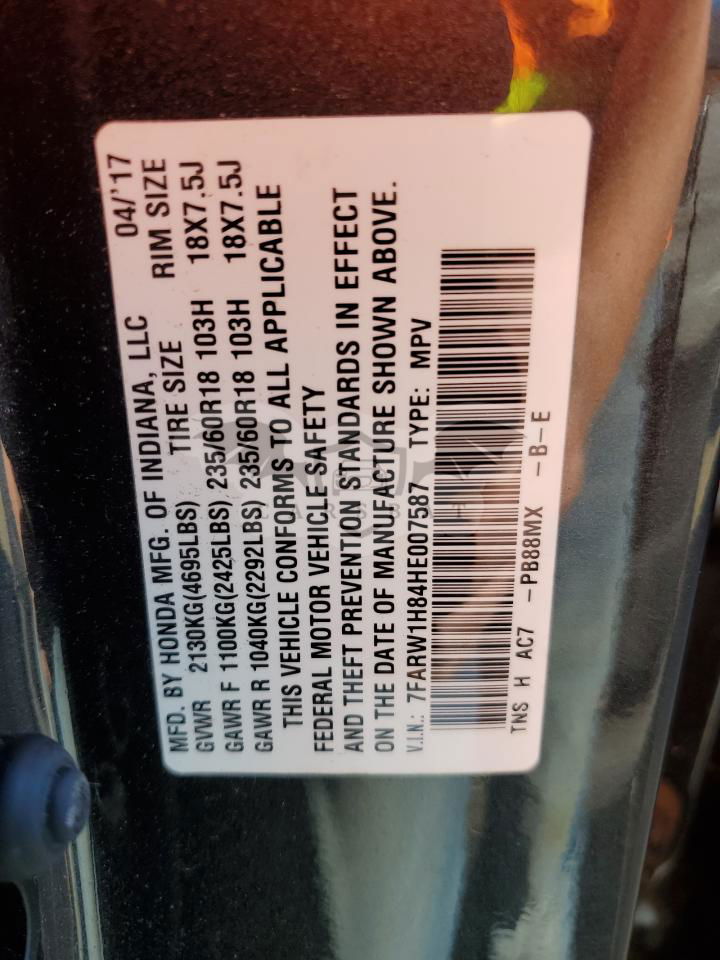 MFD. BY HONDA MFG. OF INDIANA, LLC 04/'17
TIRE SIZE RIM SIZE
GVWR 2130KG(4695LBS)
GAWR F 1100KG(2425LBS) 235/60R18 103H 18X7.5J
GAWR R 1040KG(2292LBS) 235/60R18 103H 18X7.5J
THIS VEHICLE CONFORMS TO ALL APPLICABLE
FEDERAL MOTOR VEHICLE SAFETY
AND THEFT PREVENTION STANDARDS IN EFFECT
ON THE DATE OF MANUFACTURE SHOWN ABOVE.
V.I.N.: 7FARW1H84HE007587 TYPE: MPV
TNS H AC7 -PB88MX -B-E
CARSBAT